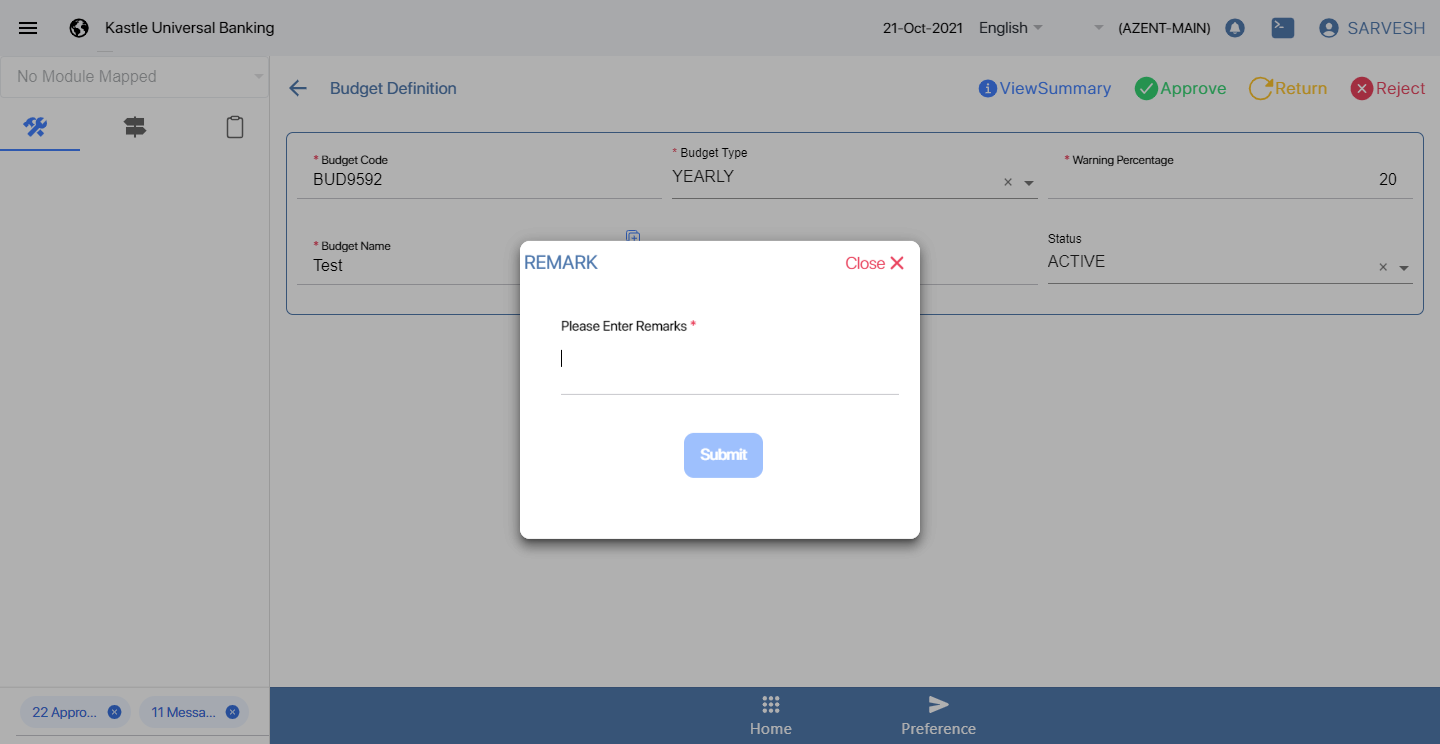 Kastle Universal Banking
21-Oct-2021 English (AZENT-MAIN) SARVESH
No Module Mapped
Budget Definition
ViewSummary Approve Return Reject
* Budget Code
BUD9592
* Budget Type
YEARLY
* Warning Percentage
20
* Budget Name
Test
Status
ACTIVE
REMARK
Close
Please Enter Remarks *
Submit
22 Appro...
11 Messa...
Home
Preference